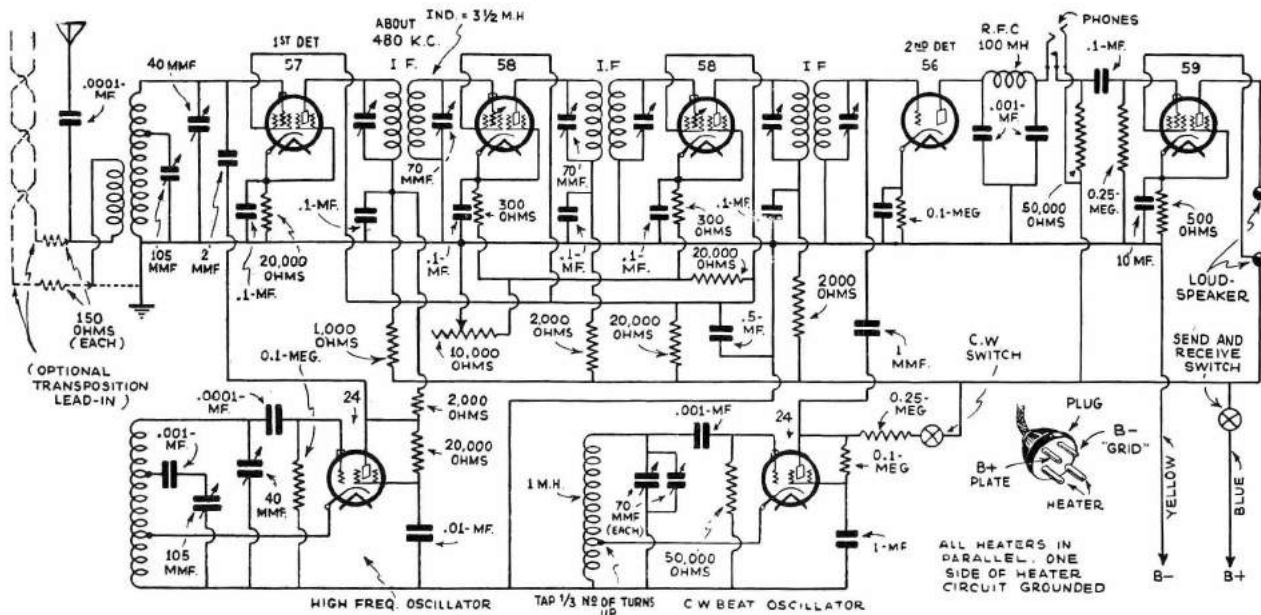 ABOUT
480 K.C.
IND. = 3 1/2 M.H
1ST DET
57
I F.
58
I.F
58
I F
2ND DET
56
R.F.C
100 MH
PHONES
.1-MF.
59
40 MMF
.0001-
MF.
.001-
MF.
70
MMF.
70
MMF.
.1-MF.
300
OHMS
300
OHMS
.1-MF.
0.1-MEG
50,000
OHMS
0.25-
MEG.
500
OHMS
10 MF.
105
MMF
2
MMF
20,000
OHMS
.1-MF.
.1-
MF.
.1-
MF.
.1-
MF.
20,000
OHMS
2000
OHMS
LOUD-
SPEAKER
150
OHMS
(EACH)
(OPTIONAL
TRANSPOSITION
LEAD-IN)
1,000
OHMS
0.1-MEG.
10,000
OHMS
2,000
OHMS
20,000
OHMS
.5-
MF.
1
MMF.
C.W
SWITCH
SEND AND
RECEIVE
SWITCH
.0001-
MF.
24
2,000
OHMS
20,000
OHMS
.001-
MF.
40
MMF.
105
MMF.
.01-MF.
HIGH FREQ. OSCILLATOR
.001-MF
24
0.25-
MEG
0.1-
MEG
1 M.H.
70
MMF
(EACH)
50,000
OHMS
1-MF
TAP 1/3 NO OF TURNS
UP
C W BEAT OSCILLATOR
PLUG
B-
"GRID"
B+
PLATE
HEATER
ALL HEATERS IN
PARALLEL, ONE
SIDE OF HEATER
CIRCUIT GROUNDED
YELLOW
BLUE
B-
B+